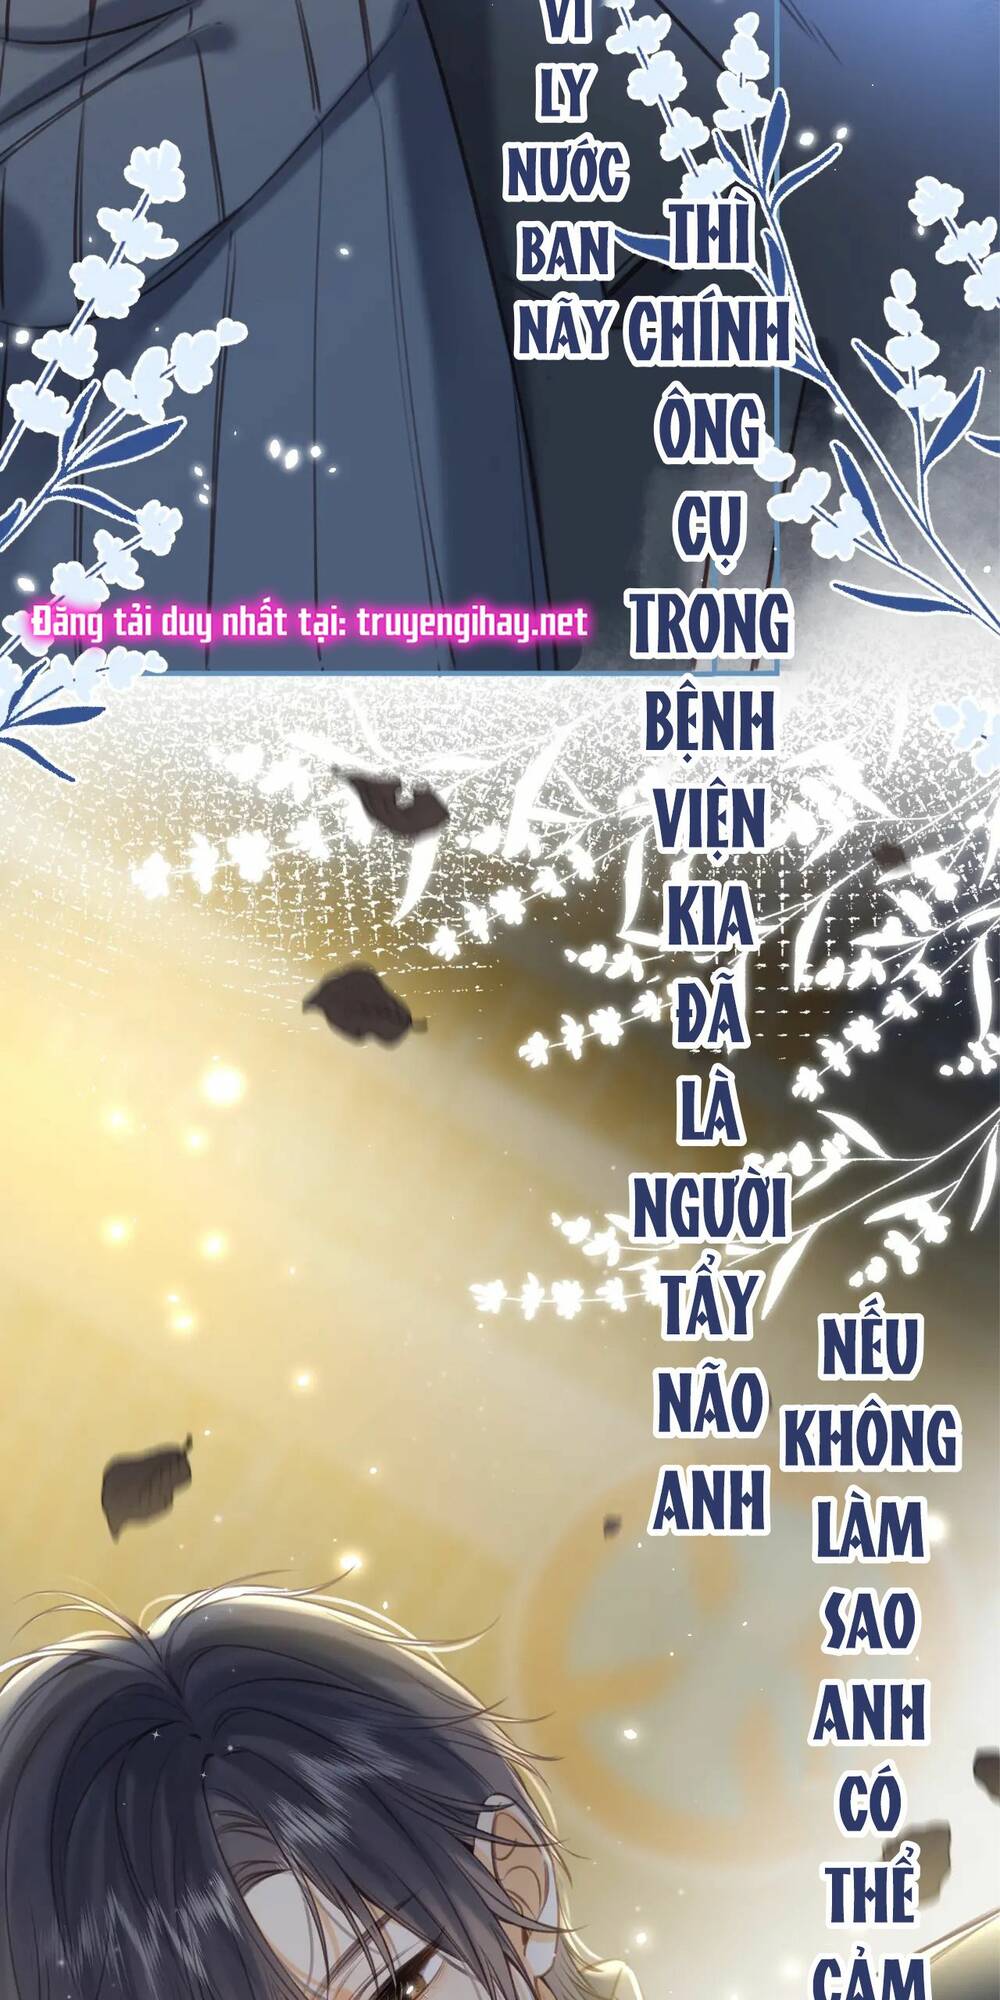 VÌ
LY
NƯỚC
BAN
NÃY
THÌ
CHÍNH
ÔNG
CỤ
TRONG
BỆNH
VIỆN
KIA
ĐÃ
LÀ
NGƯỜI
TẨY
NÃO
ANH
Đăng tải duy nhất tại: truyengihay.net
NẾU
KHÔNG
LÀM
SAO
ANH
CÓ
THỂ
CẢM